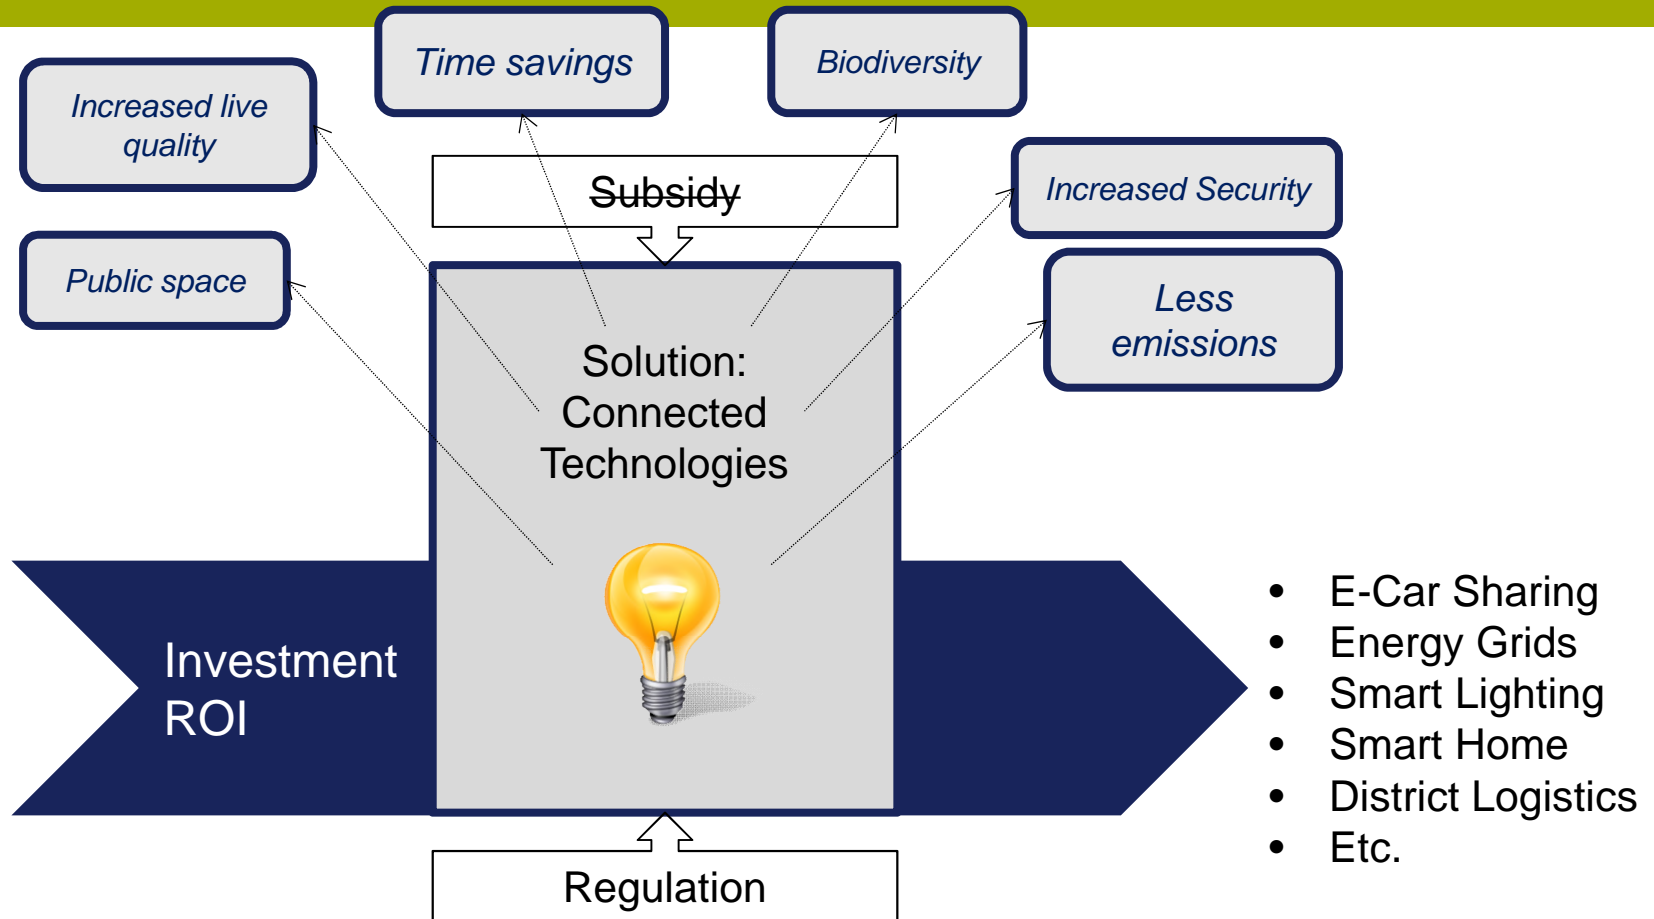 Time savings
Biodiversity
Increased live
quality
Subsidy
Increased Security
Public space
Less
emissions
Solution:
Connected
Technologies
Investment
ROI
• E-Car Sharing
• Energy Grids
• Smart Lighting
• Smart Home
• District Logistics
• Etc.
Regulation